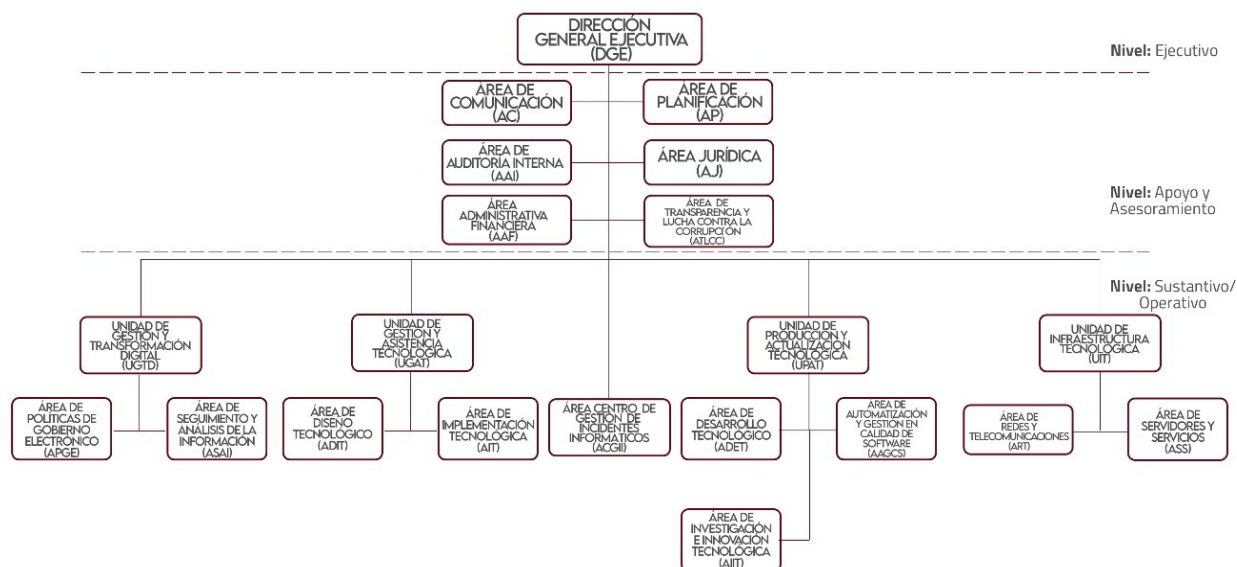 DIRECCIÓN
GENERAL EJECUTIVA
(DGE)
Nivel: Ejecutivo
ÁREA DE
COMUNICACIÓN
(AC)
ÁREA DE
PLANIFICACIÓN
(AP)
ÁREA DE
AUDITORÍA INTERNA
(AAI)
ÁREA JURÍDICA
(AJ)
ÁREA
ADMINISTRATIVA
FINANCIERA
(AAF)
ÁREA DE
TRANSPARENCIA Y
LUCHA CONTRA LA
CORRUPCIÓN
(ATLCC)
Nivel: Apoyo y
Asesoramiento
Nivel: Sustantivo/
Operativo
UNIDAD DE
GESTIÓN Y
TRANSFORMACIÓN
DIGITAL
(UGTD)
UNIDAD DE
GESTIÓN Y
ASISTENCIA
TECNOLÓGICA
(UGAT)
UNIDAD DE
PRODUCCIÓN Y
ACTUALIZACIÓN
TECNOLÓGICA
(UPAT)
UNIDAD DE
INFRAESTRUCTURA
TECNOLÓGICA
(UIT)
ÁREA DE
POLÍTICAS DE
GOBIERNO
ELECTRÓNICO
(APGE)
ÁREA DE
SEGUIMIENTO Y
ANÁLISIS DE LA
INFORMACIÓN
(ASAI)
ÁREA DE
DISEÑO
TECNOLÓGICO
(ADIT)
ÁREA DE
IMPLEMENTACIÓN
TECNOLÓGICA
(AIT)
ÁREA CENTRO DE
GESTIÓN DE
INCIDENTES
INFORMÁTICOS
(ACGII)
ÁREA DE
DESARROLLO
TECNOLÓGICO
(ADET)
ÁREA DE
AUTOMATIZACIÓN
Y GESTIÓN EN
CALIDAD DE
SOFTWARE
(AAGCS)
ÁREA DE
REDES Y
TELECOMUNICACIONES
(ART)
ÁREA DE
SERVIDORES Y
SERVICIOS
(ASS)
ÁREA DE
INVESTIGACIÓN
E INNOVACIÓN
TECNOLÓGICA
(AIIT)